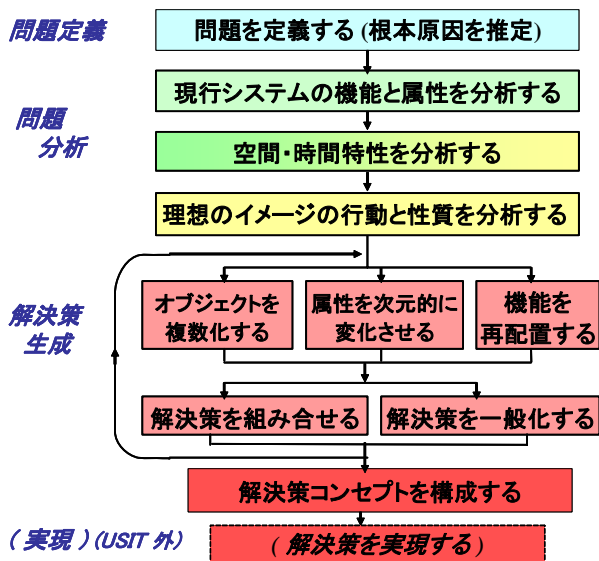 問題定義
問題を定義する (根本原因を推定)
現行システムの機能と属性を分析する
問題
分析
空間・時間特性を分析する
理想のイメージの行動と性質を分析する
解決策
生成
オブジェクトを
複数化する
属性を次元的に
変化させる
機能を
再配置する
解決策を組み合せる
解決策を一般化する
解決策コンセプトを構成する
( 実現 ) (USIT 外)
( 解決策を実現する )